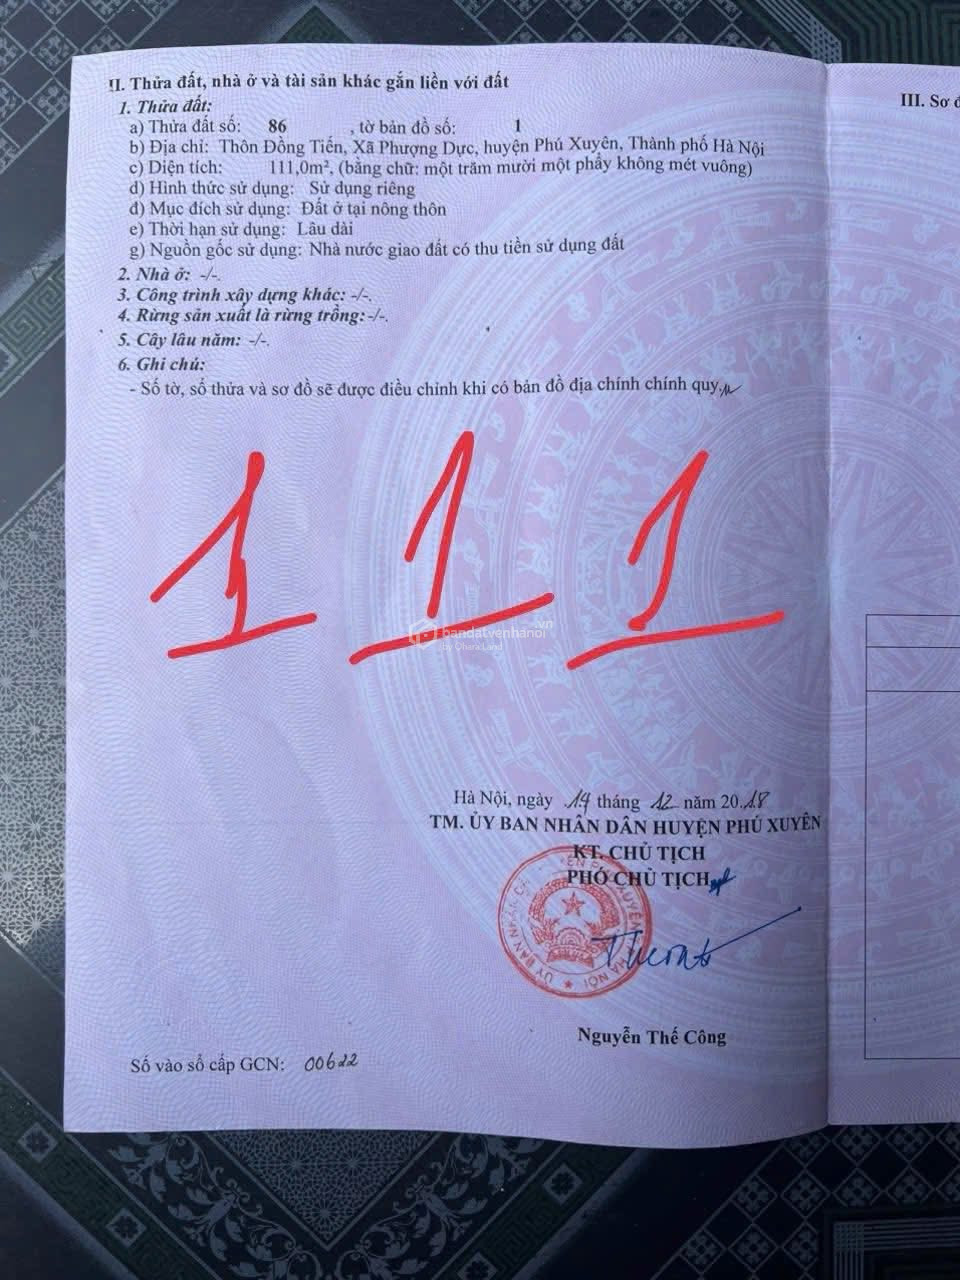 II. Thửa đất, nhà ở và tài sản khác gắn liền với đất
1. Thửa đất:
a) Thửa đất số: 86 , tờ bản đồ số: 1
b) Địa chỉ: Thôn Đồng Tiến, Xã Phượng Dực, huyện Phú Xuyên, Thành phố Hà Nội
c) Diện tích: 111,0m², (bằng chữ: một trăm mười một phẩy không mét vuông)
d) Hình thức sử dụng: Sử dụng riêng
đ) Mục đích sử dụng: Đất ở tại nông thôn
e) Thời hạn sử dụng: Lâu dài
g) Nguồn gốc sử dụng: Nhà nước giao đất có thu tiền sử dụng đất
2. Nhà ở: -/-.
3. Công trình xây dựng khác: -/-.
4. Rừng sản xuất là rừng trồng: -/-.
5. Cây lâu năm: -/-.
6. Ghi chú:
- Số tờ, số thửa và sơ đồ sẽ được điều chỉnh khi có bản đồ địa chính chính quy.
III. Sơ đ
1 1 1
bandatvenhanoi.vn
by OneraLand
Hà Nội, ngày 14 tháng 12 năm 2018
TM. ỦY BAN NHÂN DÂN HUYỆN PHÚ XUYÊN
KT. CHỦ TỊCH
PHÓ CHỦ TỊCH
Nguyễn Thế Công
Số vào sổ cấp GCN: 00622